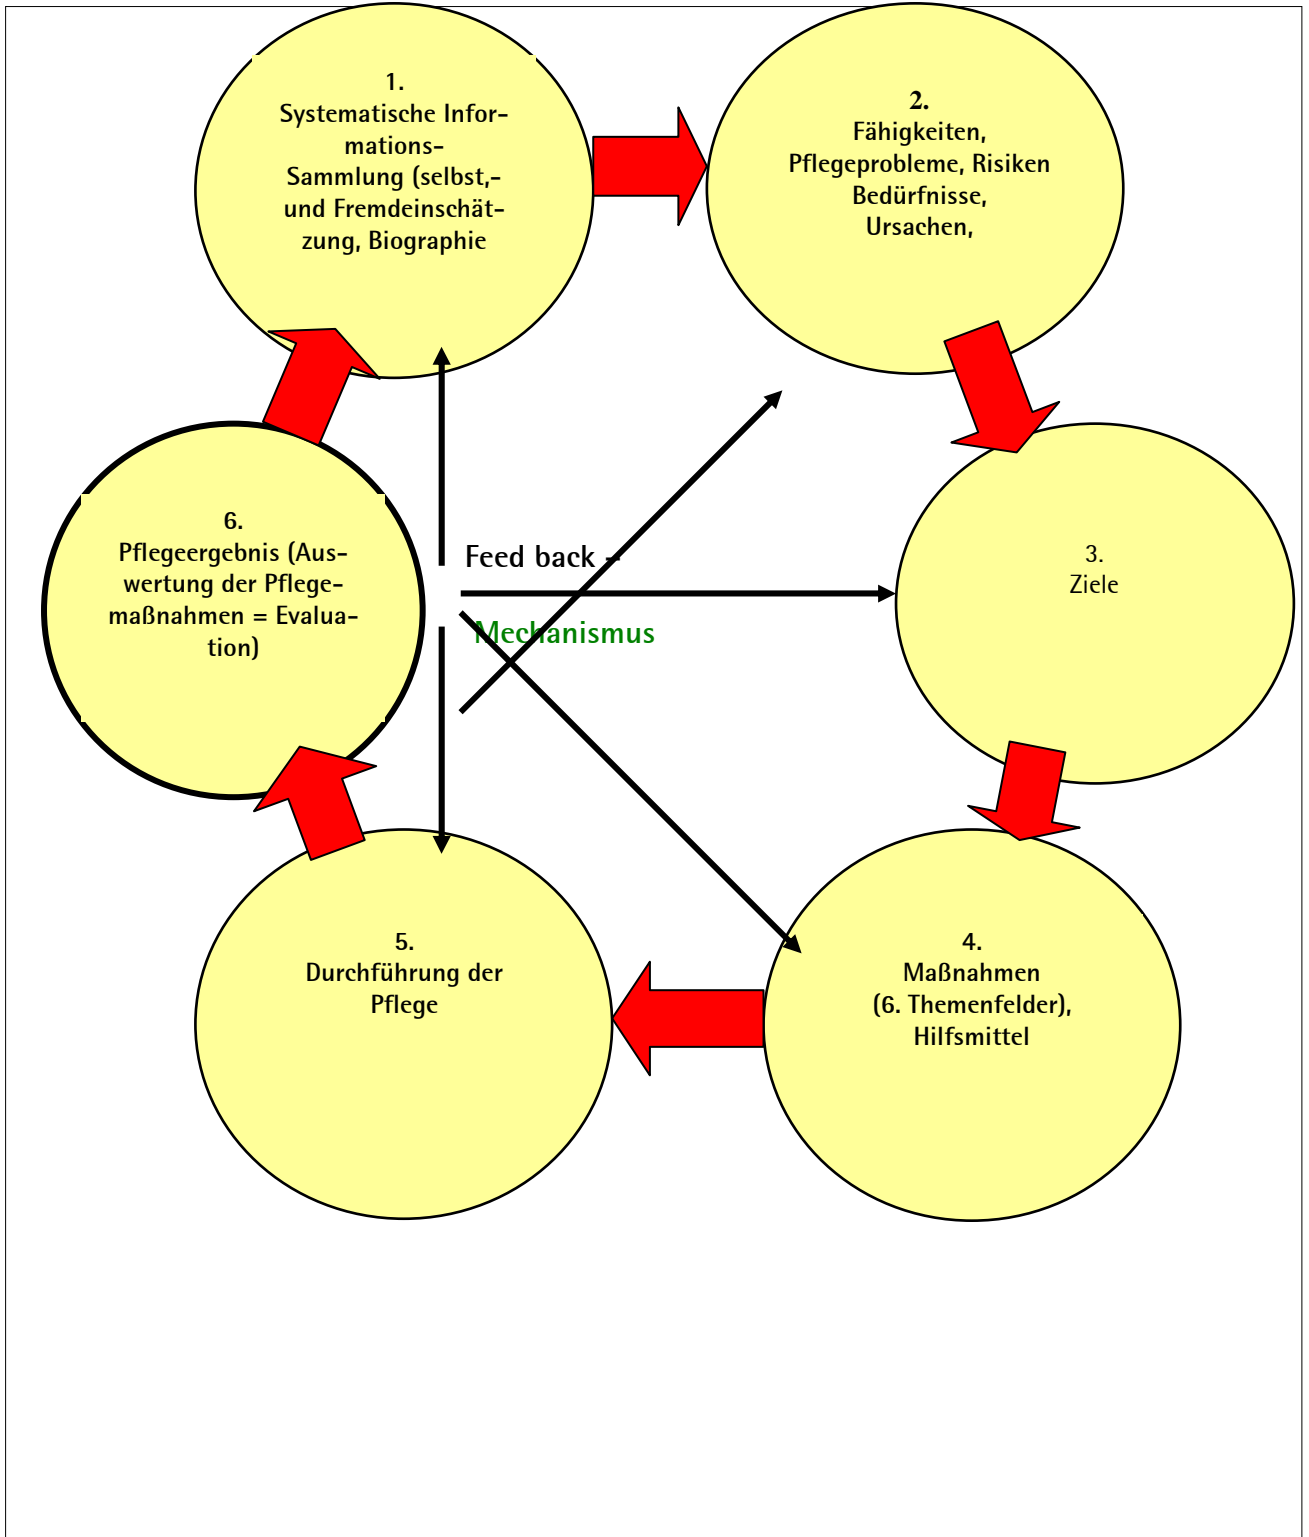 1.
Systematische Infor-
mations-
Sammlung (selbst,-
und Fremdeinschät-
zung, Biographie
2.
Fähigkeiten,
Pflegeprobleme, Risiken
Bedürfnisse,
Ursachen,
3.
Ziele
4.
Maßnahmen
(6. Themenfelder),
Hilfsmittel
5.
Durchführung der
Pflege
6.
Pflegeergebnis (Aus-
wertung der Pflege-
maßnahmen = Evalua-
tion)
Feed back –
Mechanismus